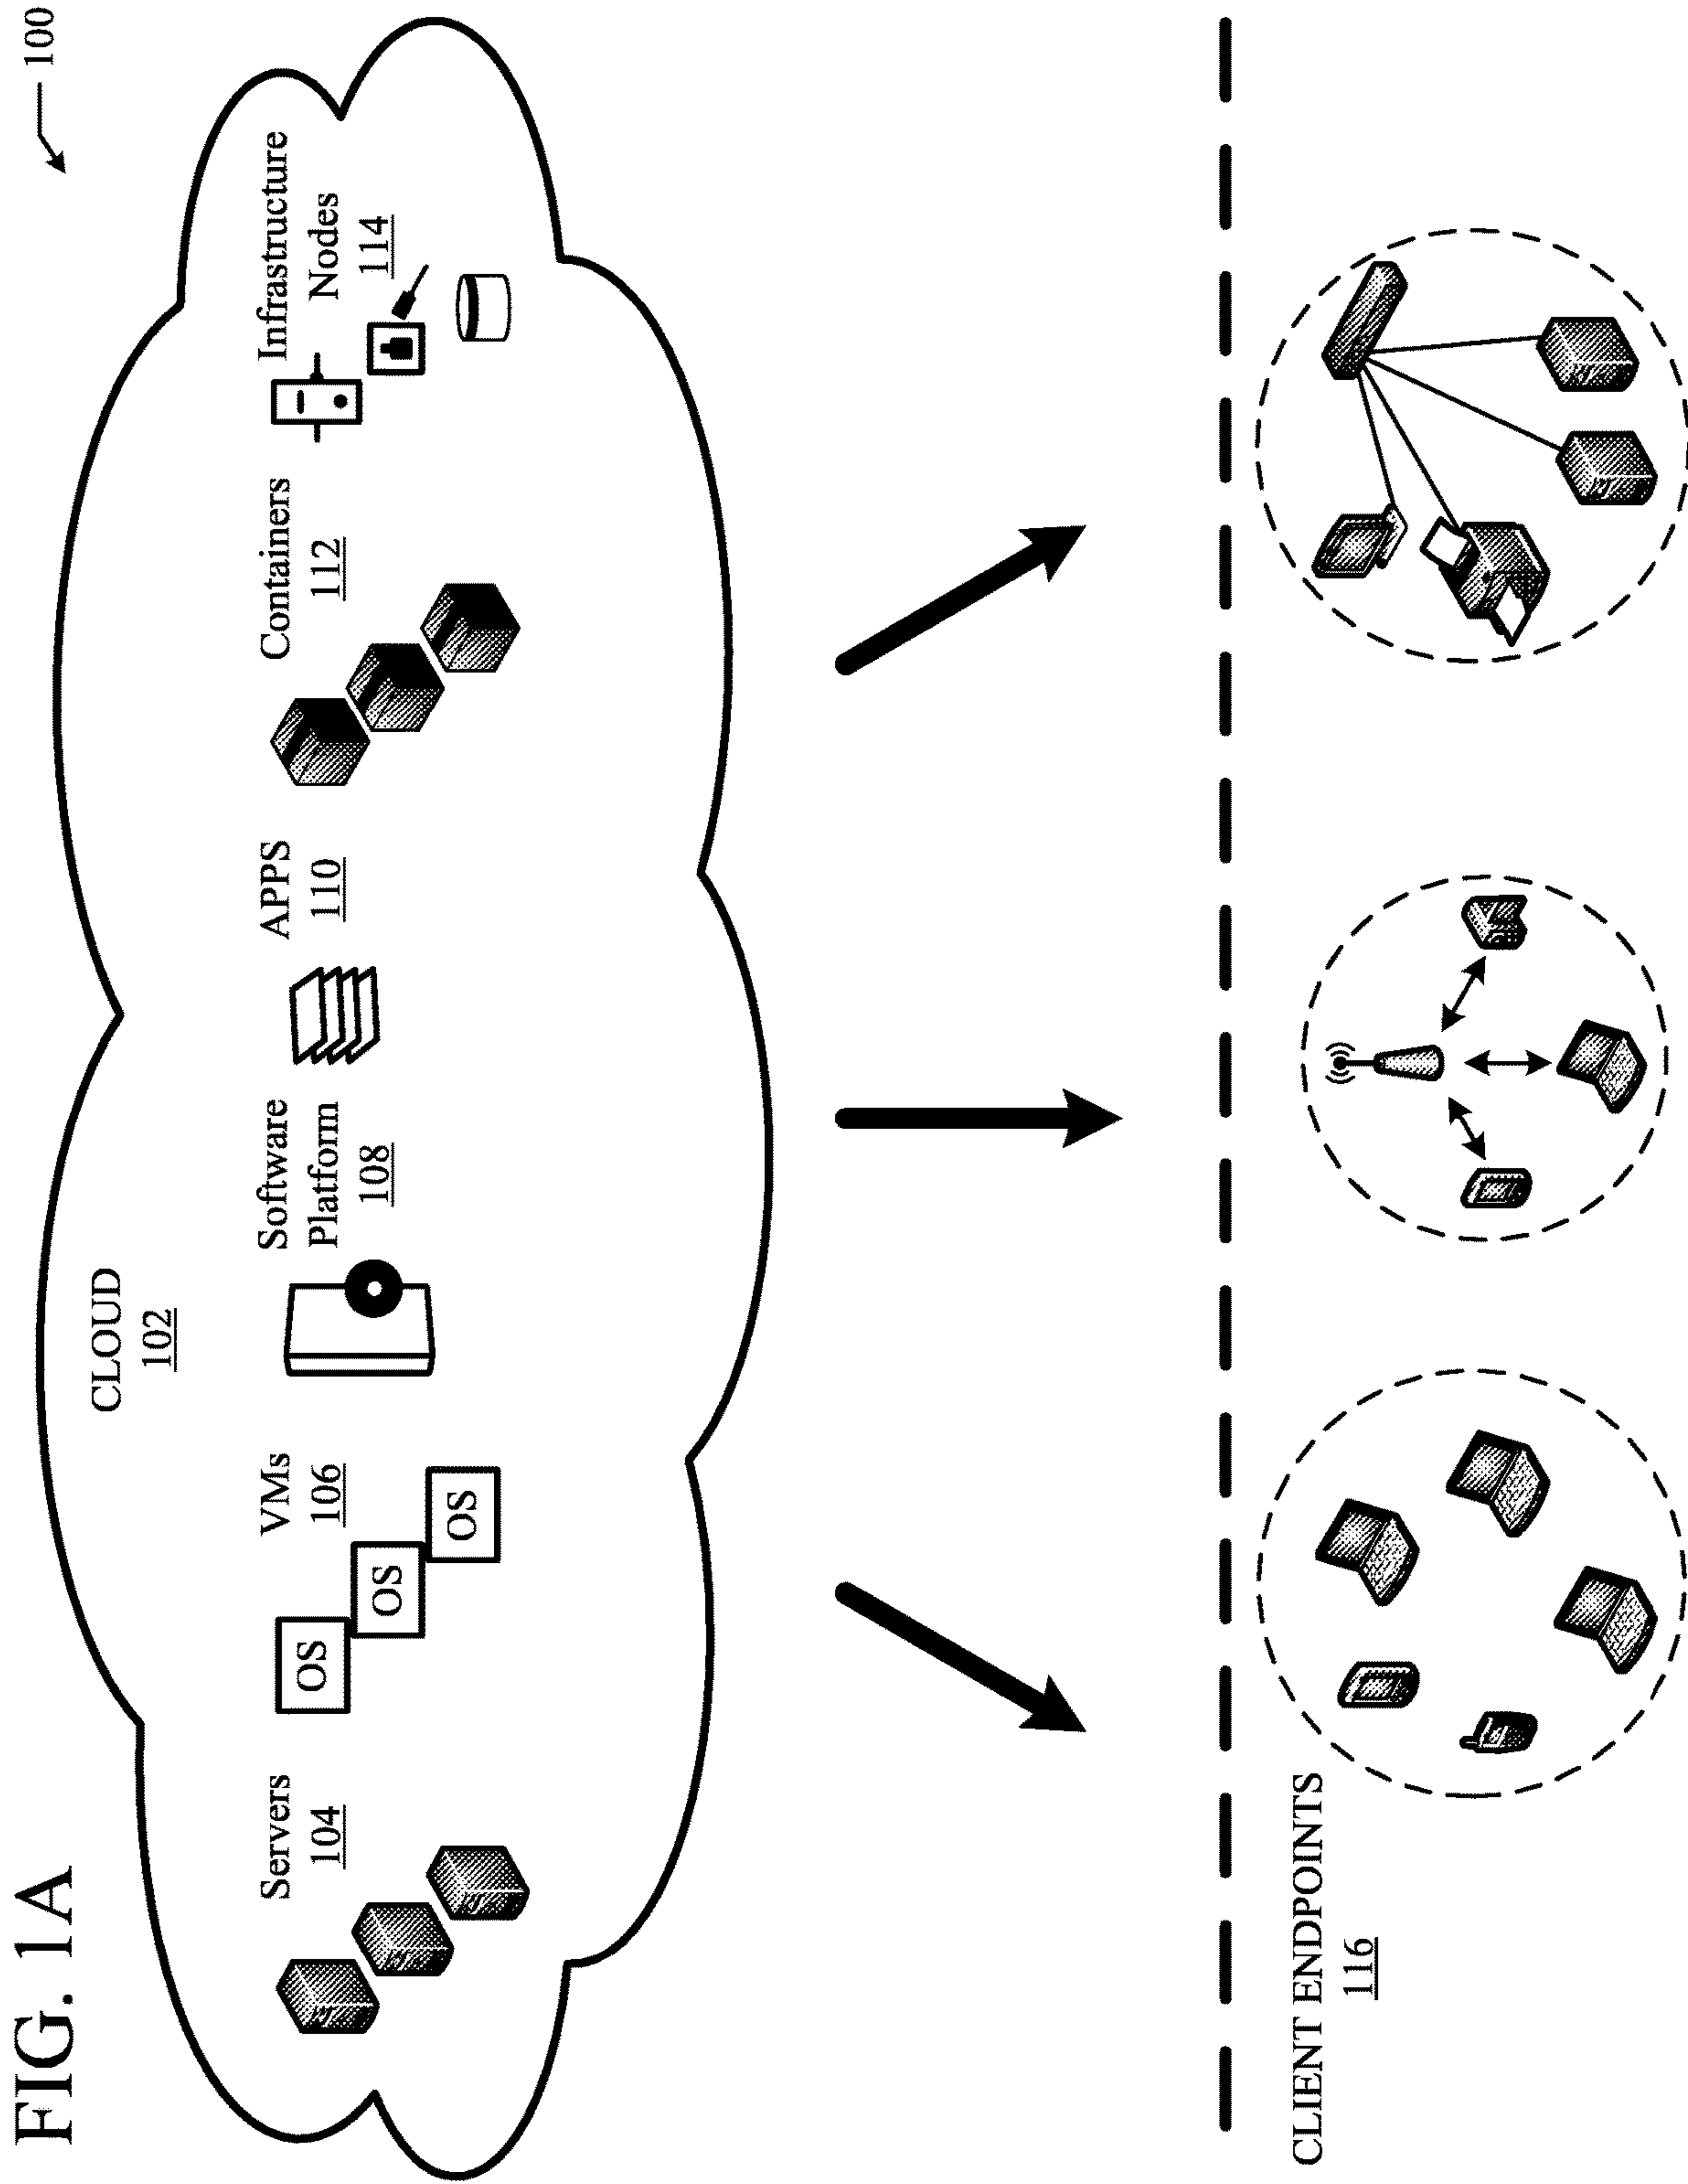 FIG. 1A
100
CLOUD
102
Servers
104
VMs
106
Software
Platform
108
APPS
110
Containers
112
Infrastructure
Nodes
114
OS
OS
OS
CLIENT ENDPOINTS
116